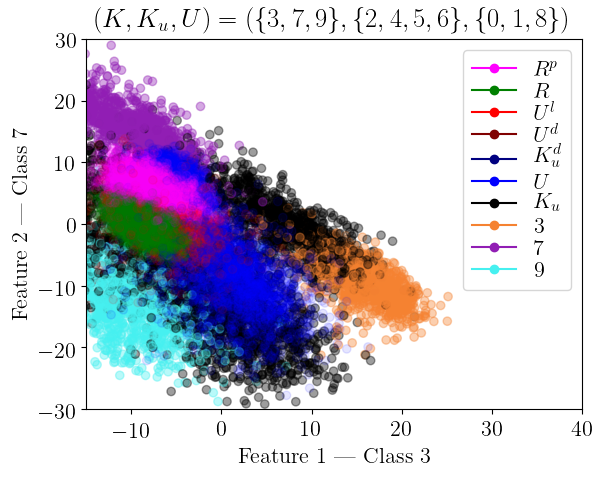 (K, K_u, U) = ({3, 7, 9}, {2, 4, 5, 6}, {0, 1, 8})
30
20
10
0
−10
−20
−30
Feature 2 — Class 7
R^p
R
U^l
U^d
K_u^d
U
K_u
3
7
9
−10 0 10 20 30 40
Feature 1 — Class 3